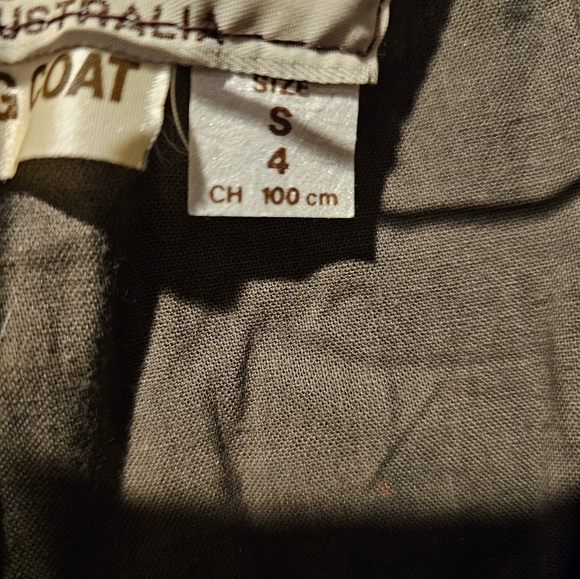 USTRALIA
G COAT
SIZE
S
4
CH 100 cm